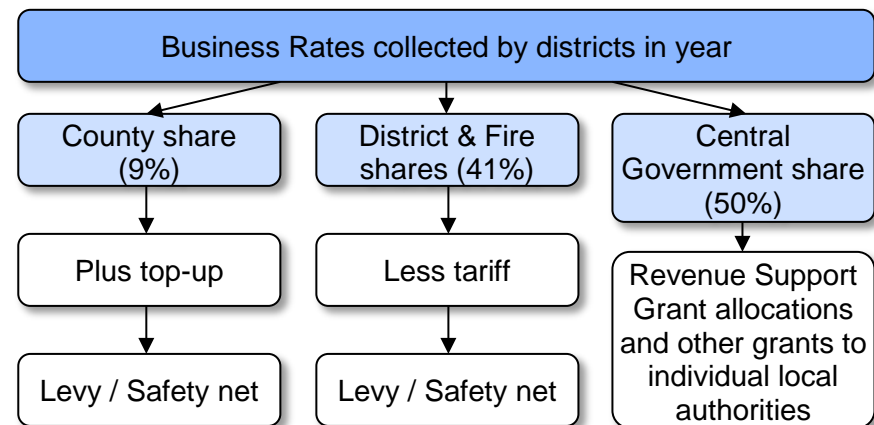 Business Rates collected by districts in year
County share
(9%)
District & Fire
shares (41%)
Central
Government share
(50%)
Plus top-up
Less tariff
Revenue Support
Grant allocations
and other grants to
individual local
authorities
Levy / Safety net
Levy / Safety net